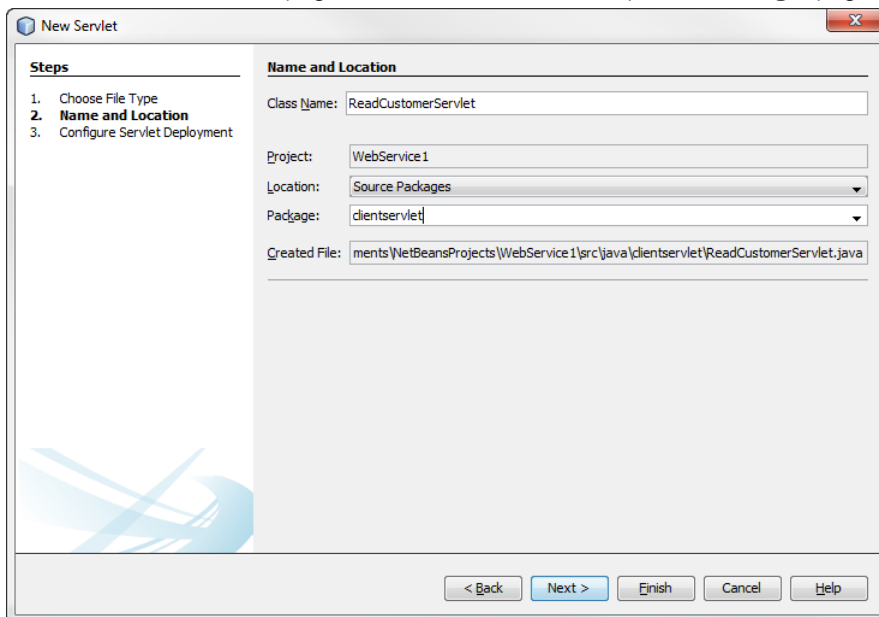 New Servlet
Steps
1. Choose File Type
2. Name and Location
3. Configure Servlet Deployment
Name and Location
Class Name: ReadCustomerServlet
Project: WebService1
Location: Source Packages
Package: clientservlet
Created File: ments\NetBeansProjects\WebService1\src\java\clientservlet\ReadCustomerServlet.java
< Back Next > Finish Cancel Help